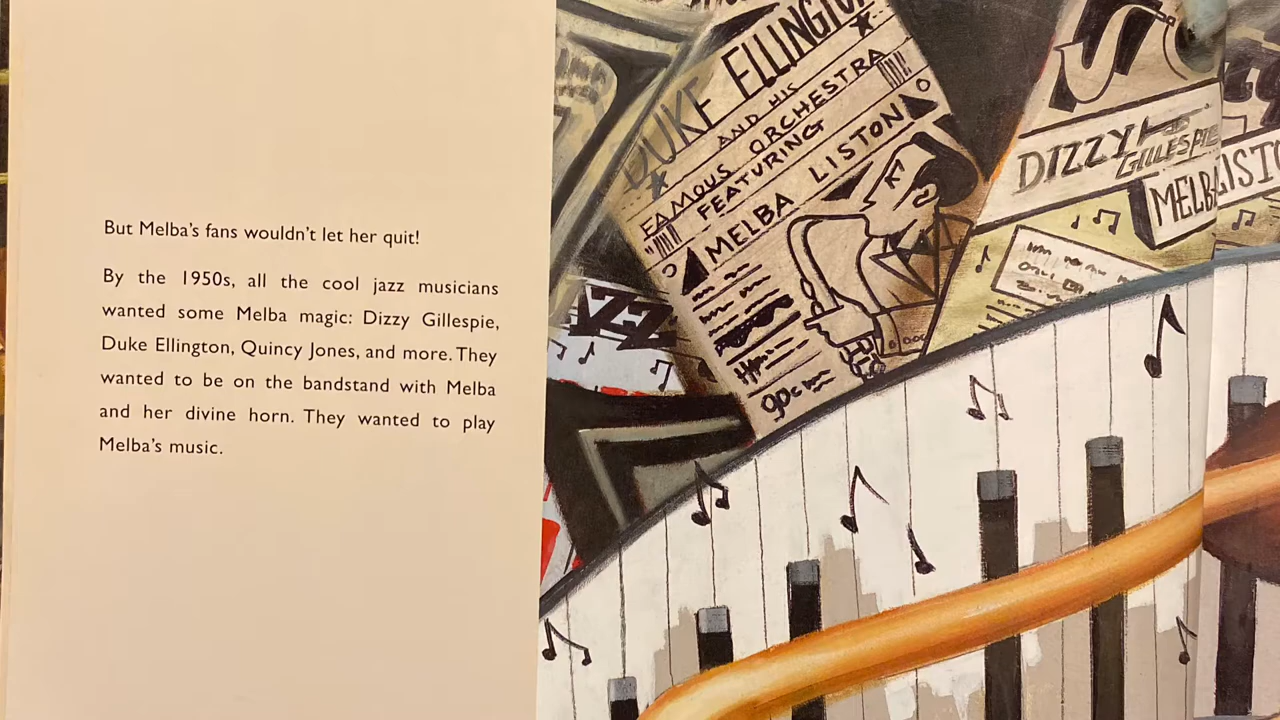 But Melba's fans wouldn't let her quit!
By the 1950s, all the cool jazz musicians
wanted some Melba magic: Dizzy Gillespie,
Duke Ellington, Quincy Jones, and more. They
wanted to be on the bandstand with Melba
and her divine horn. They wanted to play
Melba's music.
DUKE ELLINGTON
AND HIS
FAMOUS ORCHESTRA
FEATURING
MELBA LISTON
DIZZY
GILLESPIE
MELBA LISTO